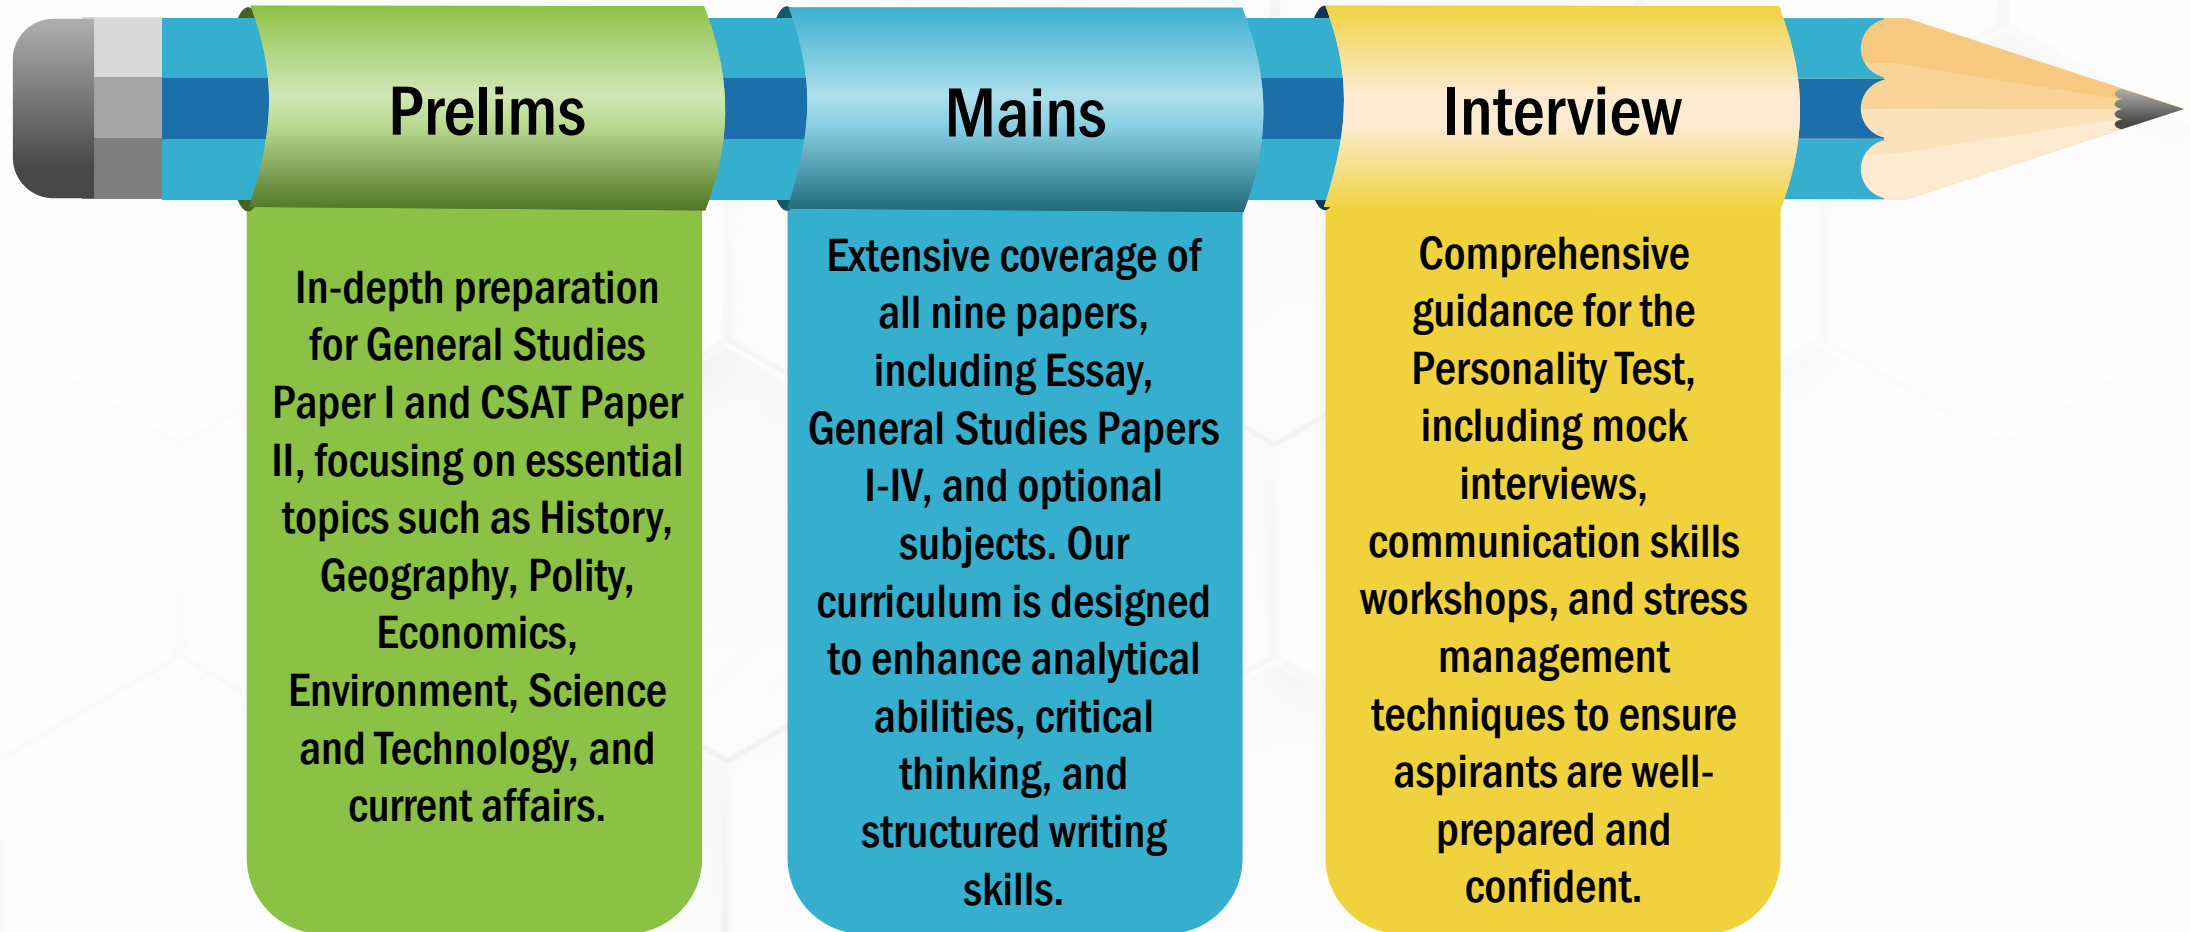 Prelims
In-depth preparation
for General Studies
Paper I and CSAT Paper
II, focusing on essential
topics such as History,
Geography, Polity,
Economics,
Environment, Science
and Technology, and
current affairs.
Mains
Extensive coverage of
all nine papers,
including Essay,
General Studies Papers
I-IV, and optional
subjects. Our
curriculum is designed
to enhance analytical
abilities, critical
thinking, and
structured writing
skills.
Interview
Comprehensive
guidance for the
Personality Test,
including mock
interviews,
communication skills
workshops, and stress
management
techniques to ensure
aspirants are well-
prepared and
confident.